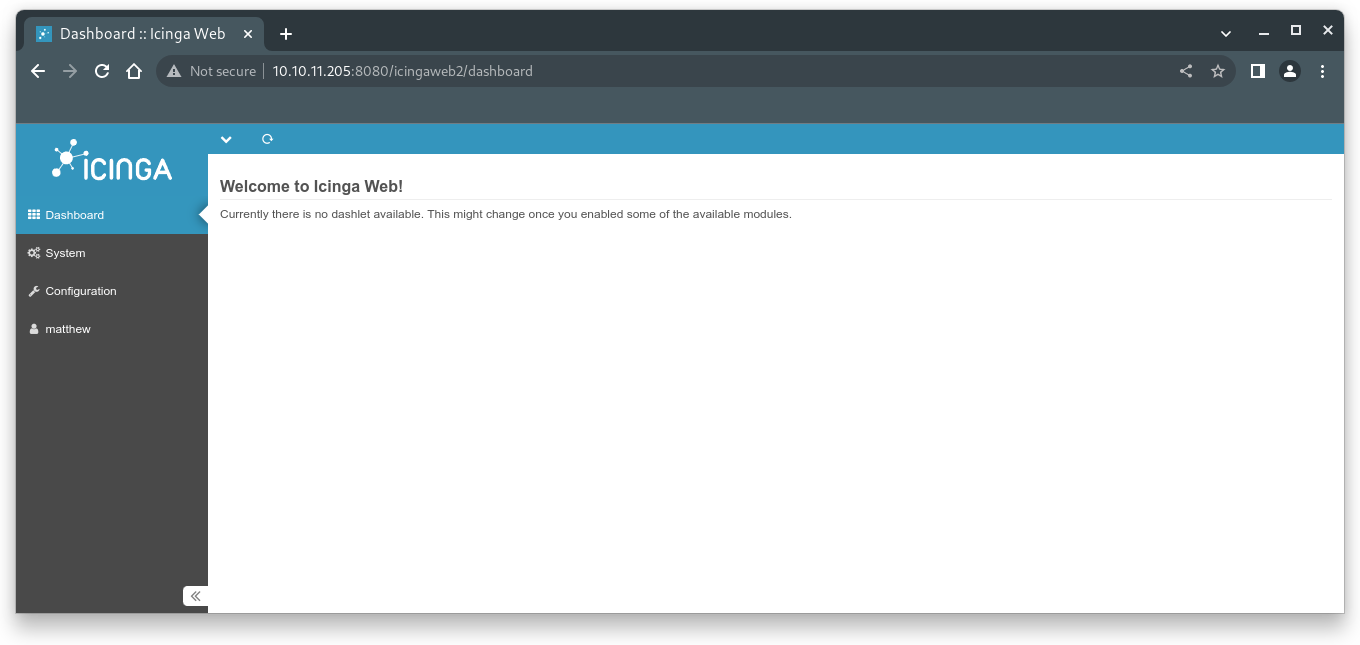 Dashboard :: Icinga Web
Not secure 10.10.11.205:8080/icingaweb2/dashboard
ICINGA
Dashboard
System
Configuration
matthew
Welcome to Icinga Web!
Currently there is no dashlet available. This might change once you enabled some of the available modules.